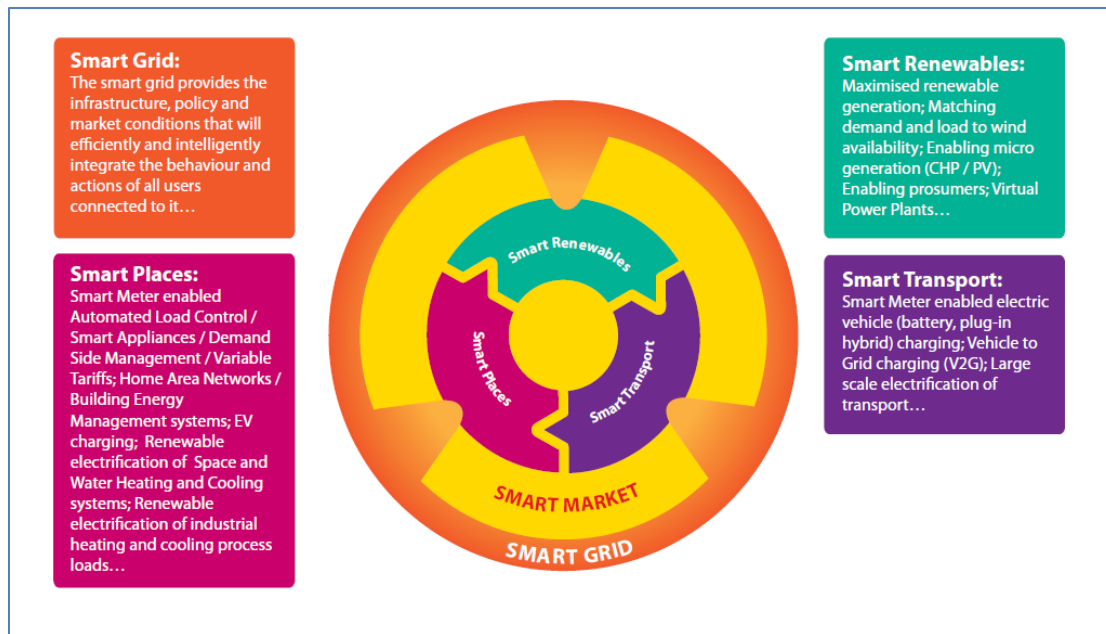 Smart Grid:
The smart grid provides the
infrastructure, policy and
market conditions that will
efficiently and intelligently
integrate the behaviour and
actions of all users
connected to it…
Smart Places:
Smart Meter enabled
Automated Load Control /
Smart Appliances / Demand
Side Management / Variable
Tariffs; Home Area Networks /
Building Energy
Management systems; EV
charging; Renewable
electrification of Space and
Water Heating and Cooling
systems; Renewable
electrification of industrial
heating and cooling process
loads…
Smart Renewables
Smart Places
Smart Transport
SMART MARKET
SMART GRID
Smart Renewables:
Maximised renewable
generation; Matching
demand and load to wind
availability; Enabling micro
generation (CHP / PV);
Enabling prosumers; Virtual
Power Plants…
Smart Transport:
Smart Meter enabled electric
vehicle (battery, plug-in
hybrid) charging; Vehicle to
Grid charging (V2G); Large
scale electrification of
transport…